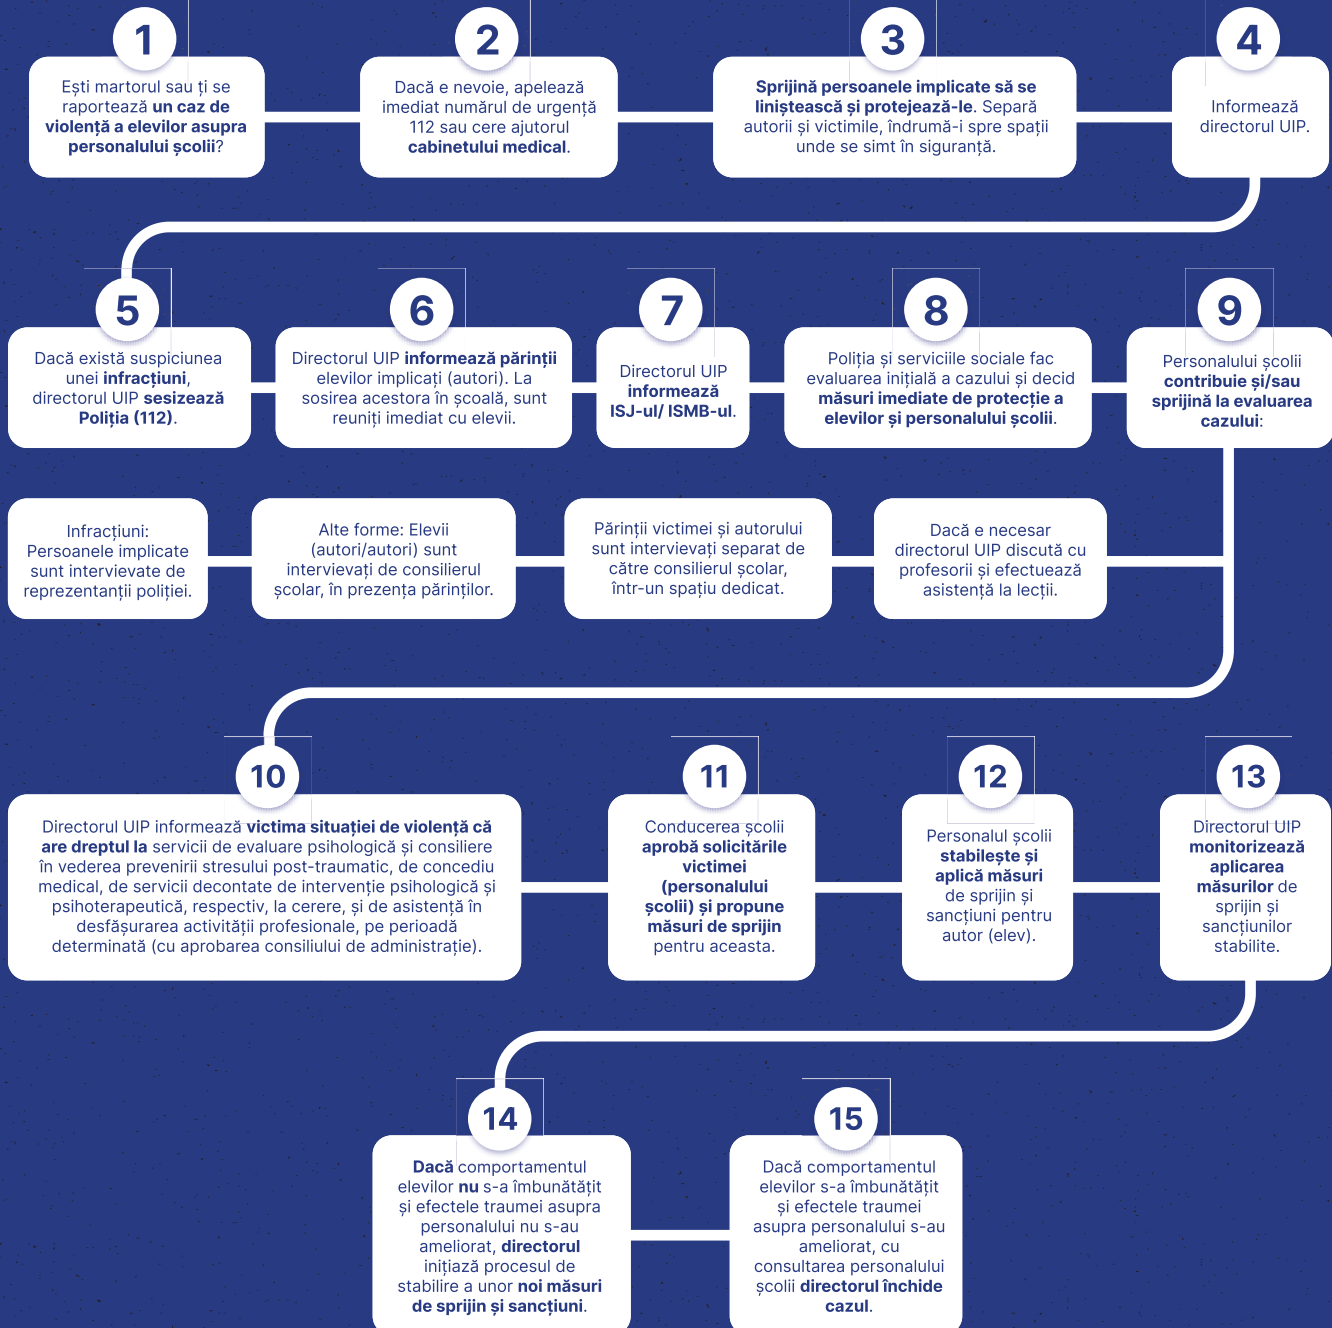 1
Ești martorul sau ți se
raportează un caz de
violență a elevilor asupra
personalului școlii?
2
Dacă e nevoie, apelează
imediat numărul de urgență
112 sau cere ajutorul
cabinetului medical.
3
Sprijină persoanele implicate să se
liniștească și protejează-le. Separă
autorii și victimile, îndrumă-i spre spații
unde se simt în siguranță.
4
Informează
directorul UIP.
5
Dacă există suspiciunea
unei infracțiuni,
directorul UIP sesizează
Poliția (112).
6
Directorul UIP informează părinții
elevilor implicați (autori). La
sosirea acestora în școală, sunt
reuniți imediat cu elevii.
7
Directorul UIP
informează
ISJ-ul/ ISMB-ul.
8
Poliția și serviciile sociale fac
evaluarea inițială a cazului și decid
măsuri imediate de protecție a
elevilor și personalului școlii.
9
Personalului școlii
contribuie și/sau
sprijină la evaluarea
cazului:
Infracțiuni:
Persoanele implicate
sunt intervievate de
reprezentanții poliției.
Alte forme: Elevii
(autori/autori) sunt
intervievați de consilierul
școlar, în prezența părinților.
Părinții victimei și autorului
sunt intervievați separat de
către consilierul școlar,
într-un spațiu dedicat.
Dacă e necesar
directorul UIP discută cu
profesorii și efectuează
asistență la lecții.
10
Directorul UIP informează victima situației de violență că
are dreptul la servicii de evaluare psihologică și consiliere
în vederea prevenirii stresului post-traumatic, de concediu
medical, de servicii decontate de intervenție psihologică și
psihoterapeutică, respectiv, la cerere, și de asistență în
desfășurarea activității profesionale, pe perioadă
determinată (cu aprobarea consiliului de administrație).
11
Conducerea școlii
aprobă solicitările
victimei
(personalului
școlii) și propune
măsuri de sprijin
pentru aceasta.
12
Personalul școlii
stabilește și
aplică măsuri
de sprijin și
sancțiuni pentru
autor (elev).
13
Directorul UIP
monitorizează
aplicarea
măsurilor de
sprijin și
sancțiunilor
stabilite.
14
Dacă comportamentul
elevilor nu s-a îmbunătățit
și efectele traumei asupra
personalului nu s-au
ameliorat, directorul
inițiază procesul de
stabilire a unor noi măsuri
de sprijin și sancțiuni.
15
Dacă comportamentul
elevilor s-a îmbunătățit
și efectele traumei
asupra personalului s-au
ameliorat, cu
consultarea personalului
școlii directorul închide
cazul.